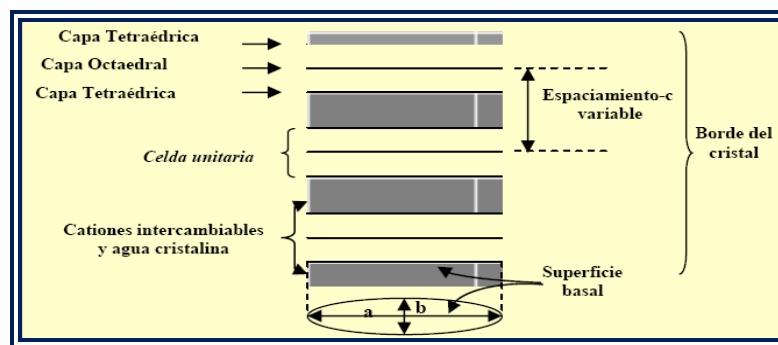 Capa Tetraédrica
Capa Octaedral
Capa Tetraédrica
Espaciamiento-c
variable
Borde del
cristal
Celda unitaria
Cationes intercambiables
y agua cristalina
Superficie
basal
a
b